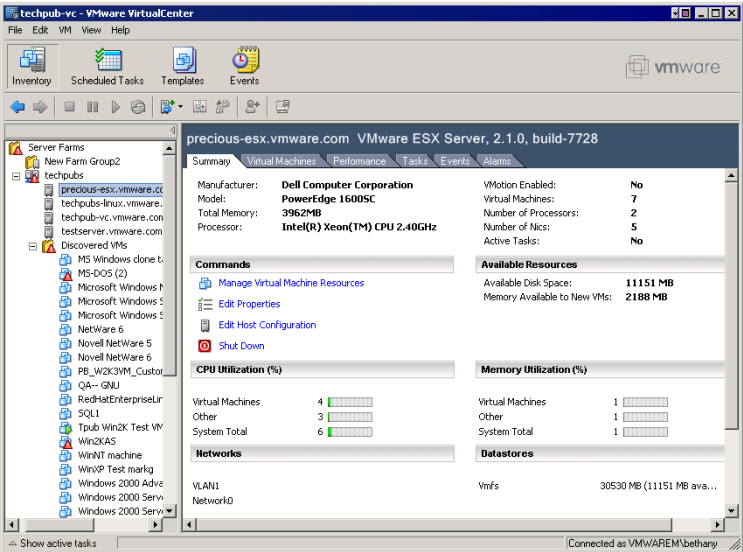 techpub-vc - VMware VirtualCenter
File Edit VM View Help
Inventory Scheduled Tasks Templates Events
vmware
precious-esx.vmware.com VMware ESX Server, 2.1.0, build-7728
Summary Virtual Machines Performance Tasks Events Alarms
Server Farms
New Farm Group2
techpubs
precious-esx.vmware.cc
techpubs-linux.vmware.
techpub-vc.vmware.con
testserver.vmware.com
Discovered VMs
MS Windows clone t
MS-DOS (2)
Microsoft Windows
Microsoft Windows
Microsoft Windows
NetWare 6
Novell NetWare 5
Novell NetWare 6
PB_W2K3VM_Custor
QA-- GNU
RedHatEnterpriseLir
SQL1
Tpub Win2K Test VM
Win2KAS
WinNT machine
WinXP Test markg
Windows 2000 Adva
Windows 2000 Serv
Windows 2000 Serv
Manufacturer: Dell Computer Corporation
Model: PowerEdge 1600SC
Total Memory: 3962MB
Processor: Intel(R) Xeon(TM) CPU 2.40GHz
VMotion Enabled: No
Virtual Machines: 7
Number of Processors: 2
Number of Nics: 5
Active Tasks: No
Commands
Manage Virtual Machine Resources
Edit Properties
Edit Host Configuration
Shut Down
Available Resources
Available Disk Space: 11151 MB
Memory Available to New VMs: 2188 MB
CPU Utilization (%)
Virtual Machines 4
Other 3
System Total 6
Memory Utilization (%)
Virtual Machines 1
Other 1
System Total 1
Networks
VLAN1
Network0
Datastores
Vmfs 30530 MB (11151 MB ava...
Show active tasks
Connected as VMWAREM\bethany